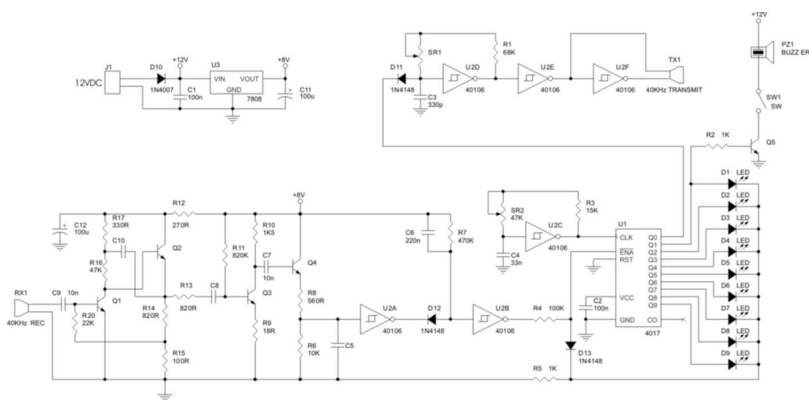 J1
12VDC
D10
1N4007
+12V
C1
100n
U3
VIN VOUT
GND
7808
+8V
C11
100u
D11
1N4148
SR1
C3
330p
R1
68K
U2D
40106
U2E
40106
U2F
40106
TX1
40KHz TRANSMIT
+12V
PZ1
BUZZER
SW1
SW
R2 1K
Q5
C12
100u
R17
330R
C10
R16
47K
R12
270R
Q2
RX1
40KHz REC
C9 10n
Q1
R20
22K
R14
820R
R15
100R
R13
820R
C8
R11
820K
R10
1K5
C7
10n
Q3
R9
18R
+8V
Q4
R8
560R
R6
10K
C5
U2A
40106
D12
1N4148
C6
220n
R7
470K
U2B
40106
R4 100K
R5 1K
D13
1N4148
SR2
47K
C4
33n
U2C
40106
R3
15K
C2
100n
U1
CLK
ENA
RST
VCC
GND
Q0
Q1
Q2
Q3
Q4
Q5
Q6
Q7
Q8
Q9
CO
4017
D1 LED
D2 LED
D3 LED
D4 LED
D5 LED
D6 LED
D7 LED
D8 LED
D9 LED